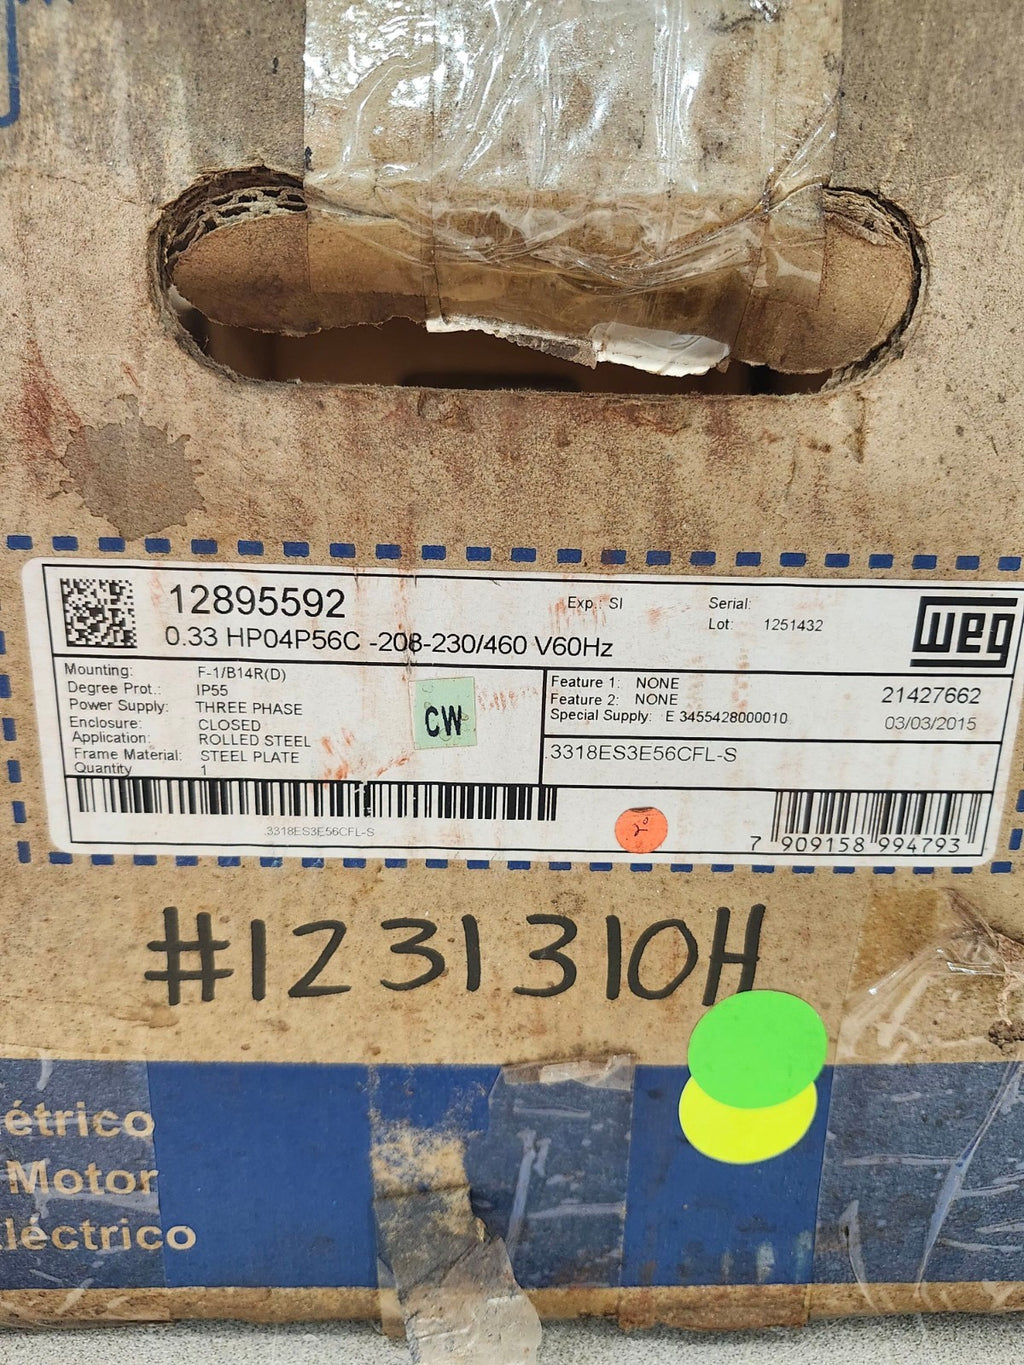 12895592
0.33 HP04P56C -208-230/460 V60Hz
Exp.: SI
Serial:
Lot: 1251432
WEG
Mounting: F-1/B14R(D)
Degree Prot.: IP55
Power Supply: THREE PHASE
Enclosure: CLOSED
Application: ROLLED STEEL
Frame Material: STEEL PLATE
Quantity 1
CW
Feature 1: NONE
Feature 2: NONE
Special Supply: E 3455428000010
21427662
03/03/2015
3318ES3E56CFL-S
3318ES3E56CFL-S
7 909158 994793
#1231310H
étrico
Motor
léctrico